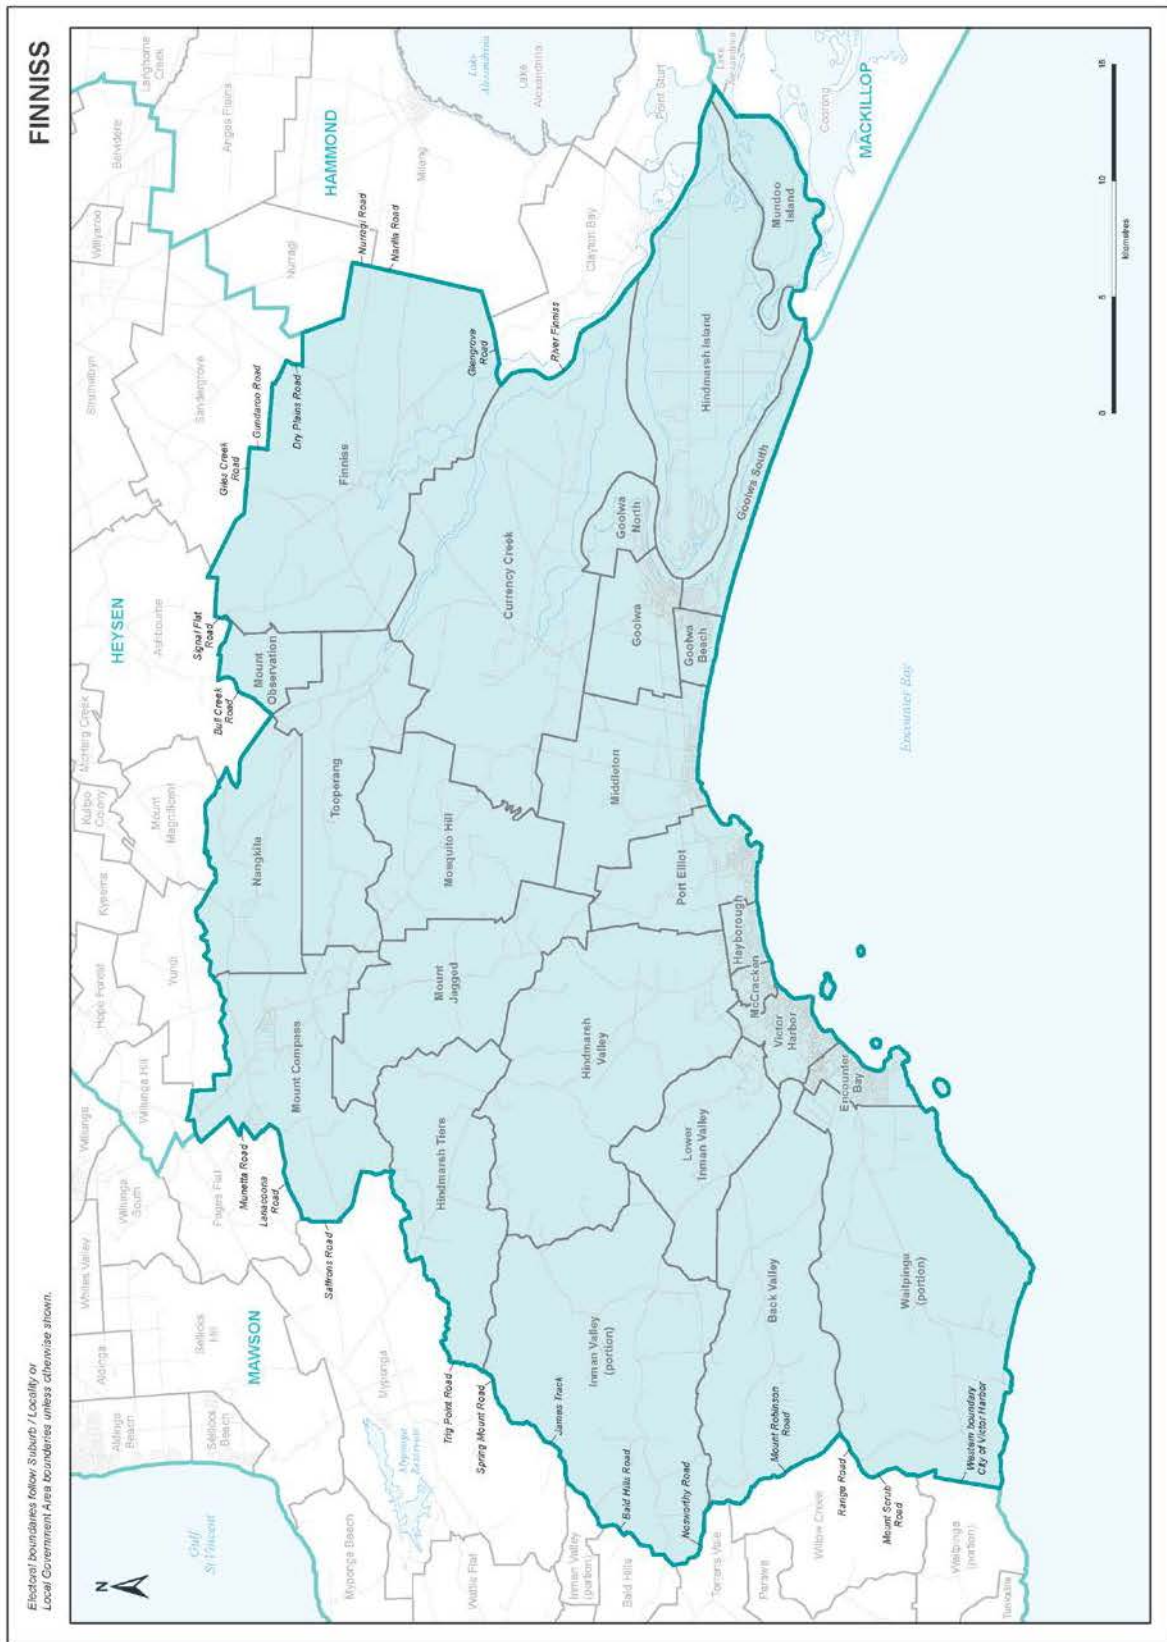 FINNISS
Electoral boundaries follow Suburb / Locality or
Local Government Area boundaries unless otherwise shown.
N
Gulf
St Vincent
Aldinga
Beach
Aldinga
Whites Valley
Willunga
South
Willunga
Willunga Hill
Hope Forest
Kyeema
Kuitpo
Colony
McHarg Creek
HEYSEN
Strathalbyn
Willyaroo
Belvidere
Langhorne
Creek
Sellicks
Beach
Sellicks
Hill
Pages Flat
Yundi
Mount
Magnificent
Ashbourne
Sandergrove
Angas Plains
MAWSON
Munetta Road
Lanacoona
Road
Saffrons Road
Bull Creek
Road
Signal Flat
Road
Giles Creek
Road
Gundaroo Road
Dry Plains Road
Nurragi
HAMMOND
Nurragi Road
Narilla Road
Milang
Lake
Alexandrina
Lake
Alexandrina
Nangkita
Mount
Observation
Mount Compass
Tooperang
Finniss
Myponga Beach
Myponga
Reservoir
Myponga
Trig Point Road
Spring Mount Road
James Track
Wattle Flat
Hindmarsh Tiers
Mount
Jagged
Mosquito Hill
Currency Creek
Glengrove
Road
River Finniss
Clayton Bay
Point Sturt
Lake
Alexandrina
Inman Valley
(portion)
Bald Hills
Bald Hills Road
Nosworthy Road
Inman Valley
(portion)
Hindmarsh
Valley
Middleton
Goolwa
Goolwa
North
Hindmarsh Island
Mundoo
Island
Coorong
MACKILLOP
Lower
Inman Valley
Port Elliot
Goolwa
Beach
Goolwa South
Hayborough
McCracken
Victor
Harbor
Encounter
Bay
Torrens Vale
Parawa
Willow Creek
Mount Robinson
Road
Back Valley
Range Road
Mount Scrub
Road
Waitpinga
(portion)
Waitpinga
(portion)
Western boundary
City of Victor Harbor
Tunkalilla
Encounter Bay
0 5 10 15
kilometres